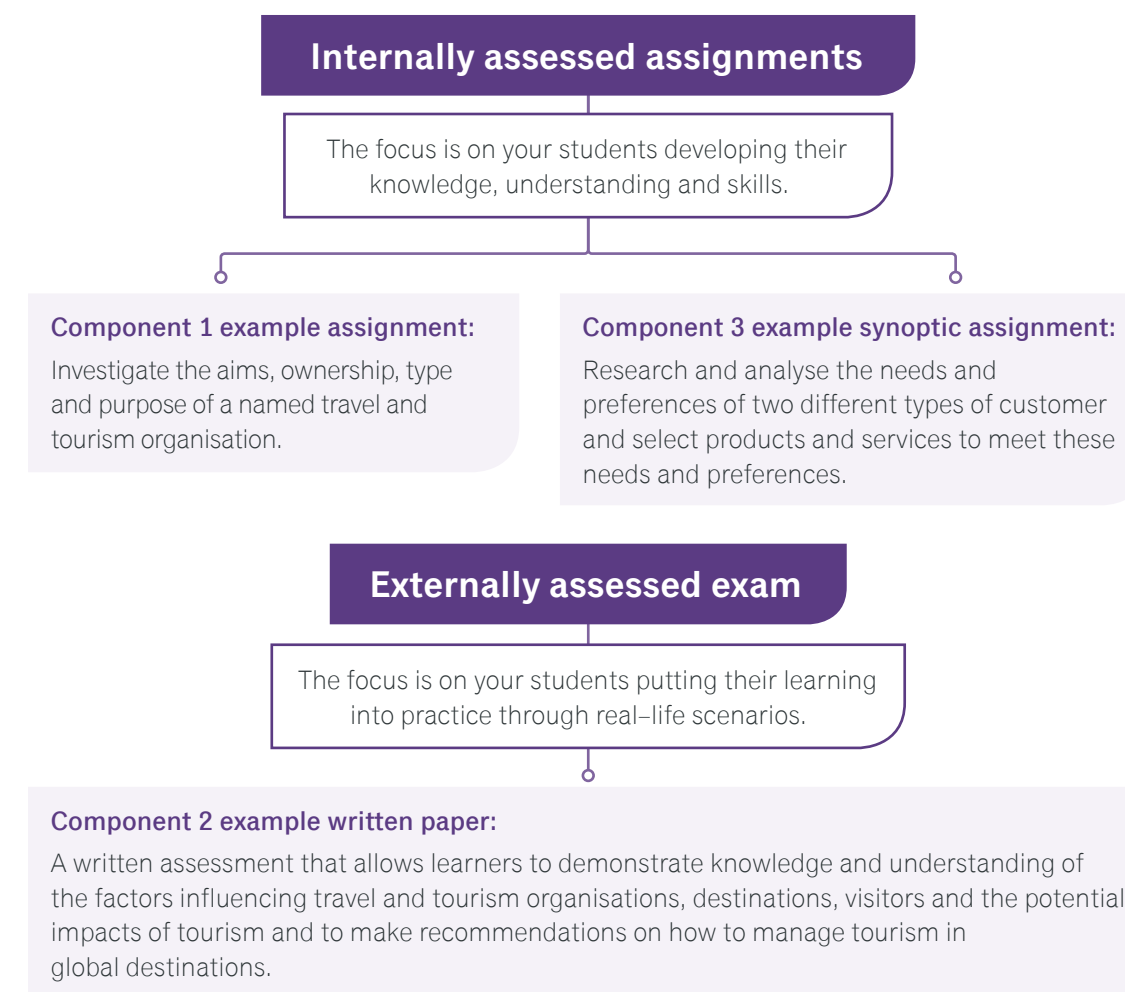 Internally assessed assignments
The focus is on your students developing their
knowledge, understanding and skills.
Component 1 example assignment:
Investigate the aims, ownership, type
and purpose of a named travel and
tourism organisation.
Component 3 example synoptic assignment:
Research and analyse the needs and
preferences of two different types of customer
and select products and services to meet these
needs and preferences.
Externally assessed exam
The focus is on your students putting their learning
into practice through real–life scenarios.
Component 2 example written paper:
A written assessment that allows learners to demonstrate knowledge and understanding of
the factors influencing travel and tourism organisations, destinations, visitors and the potential
impacts of tourism and to make recommendations on how to manage tourism in
global destinations.